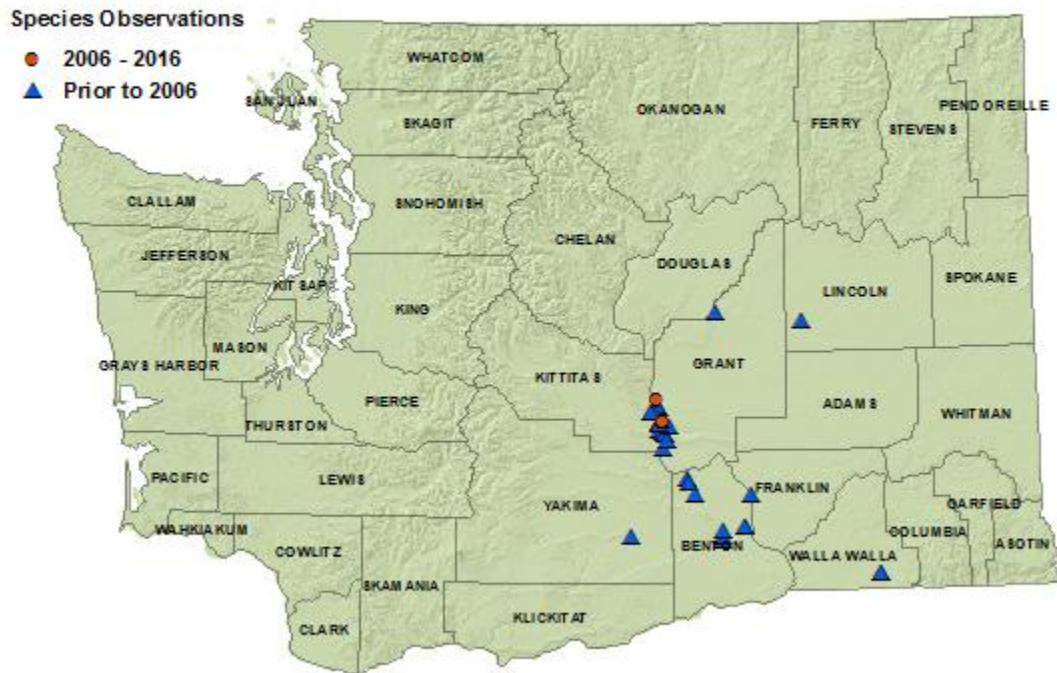 Species Observations
2006 - 2016
Prior to 2006
WHATCOM
SAN JUAN
SKAGIT
OKANOGAN
FERRY
STEVENS
PEND OREILLE
CLALLAM
SNOHOMISH
CHELAN
JEFFERSON
DOUGLAS
KITSAP
LINCOLN
SPOKANE
KING
MASON
GRAYS HARBOR
KITTITAS
GRANT
PIERCE
ADAMS
WHITMAN
THURSTON
PACIFIC
LEWIS
YAKIMA
FRANKLIN
GARFIELD
WAHKIAKUM
COLUMBIA
ASOTIN
COWLITZ
BENTON
WALLA WALLA
SKAMANIA
KLICKITAT
CLARK